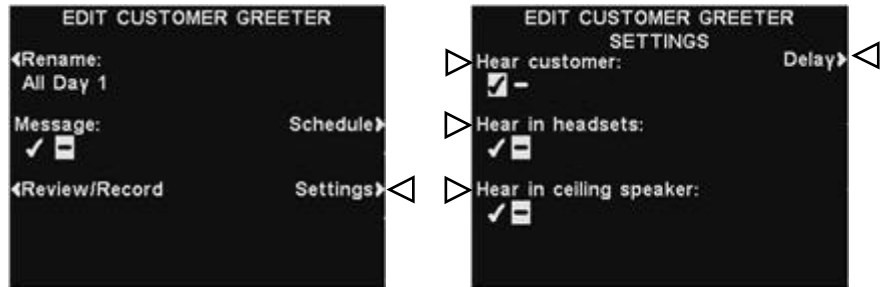 EDIT CUSTOMER GREETER
Rename:
All Day 1
Message:
Schedule
✓ −
Review/Record
Settings
EDIT CUSTOMER GREETER
SETTINGS
Hear customer:
Delay
✓ −
Hear in headsets:
✓ −
Hear in ceiling speaker:
✓ −